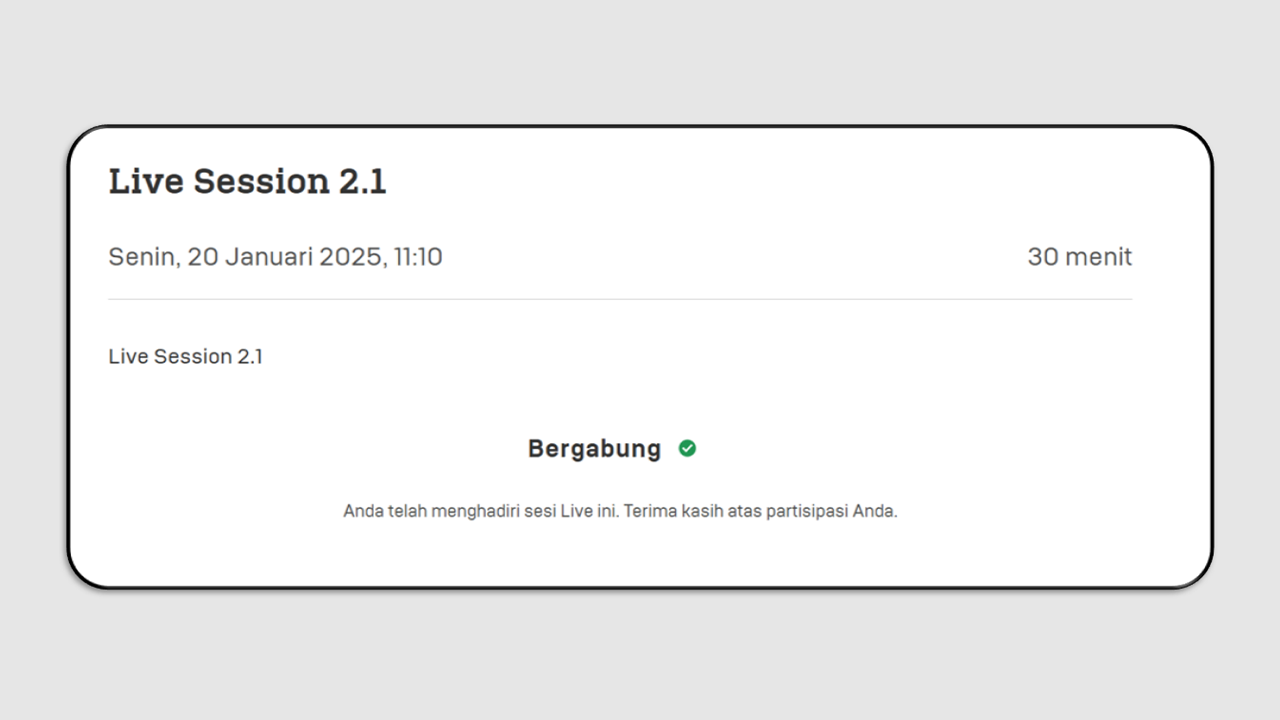 Live Session 2.1
Senin, 20 Januari 2025, 11:10 30 menit
Live Session 2.1
Bergabung
Anda telah menghadiri sesi Live ini. Terima kasih atas partisipasi Anda.